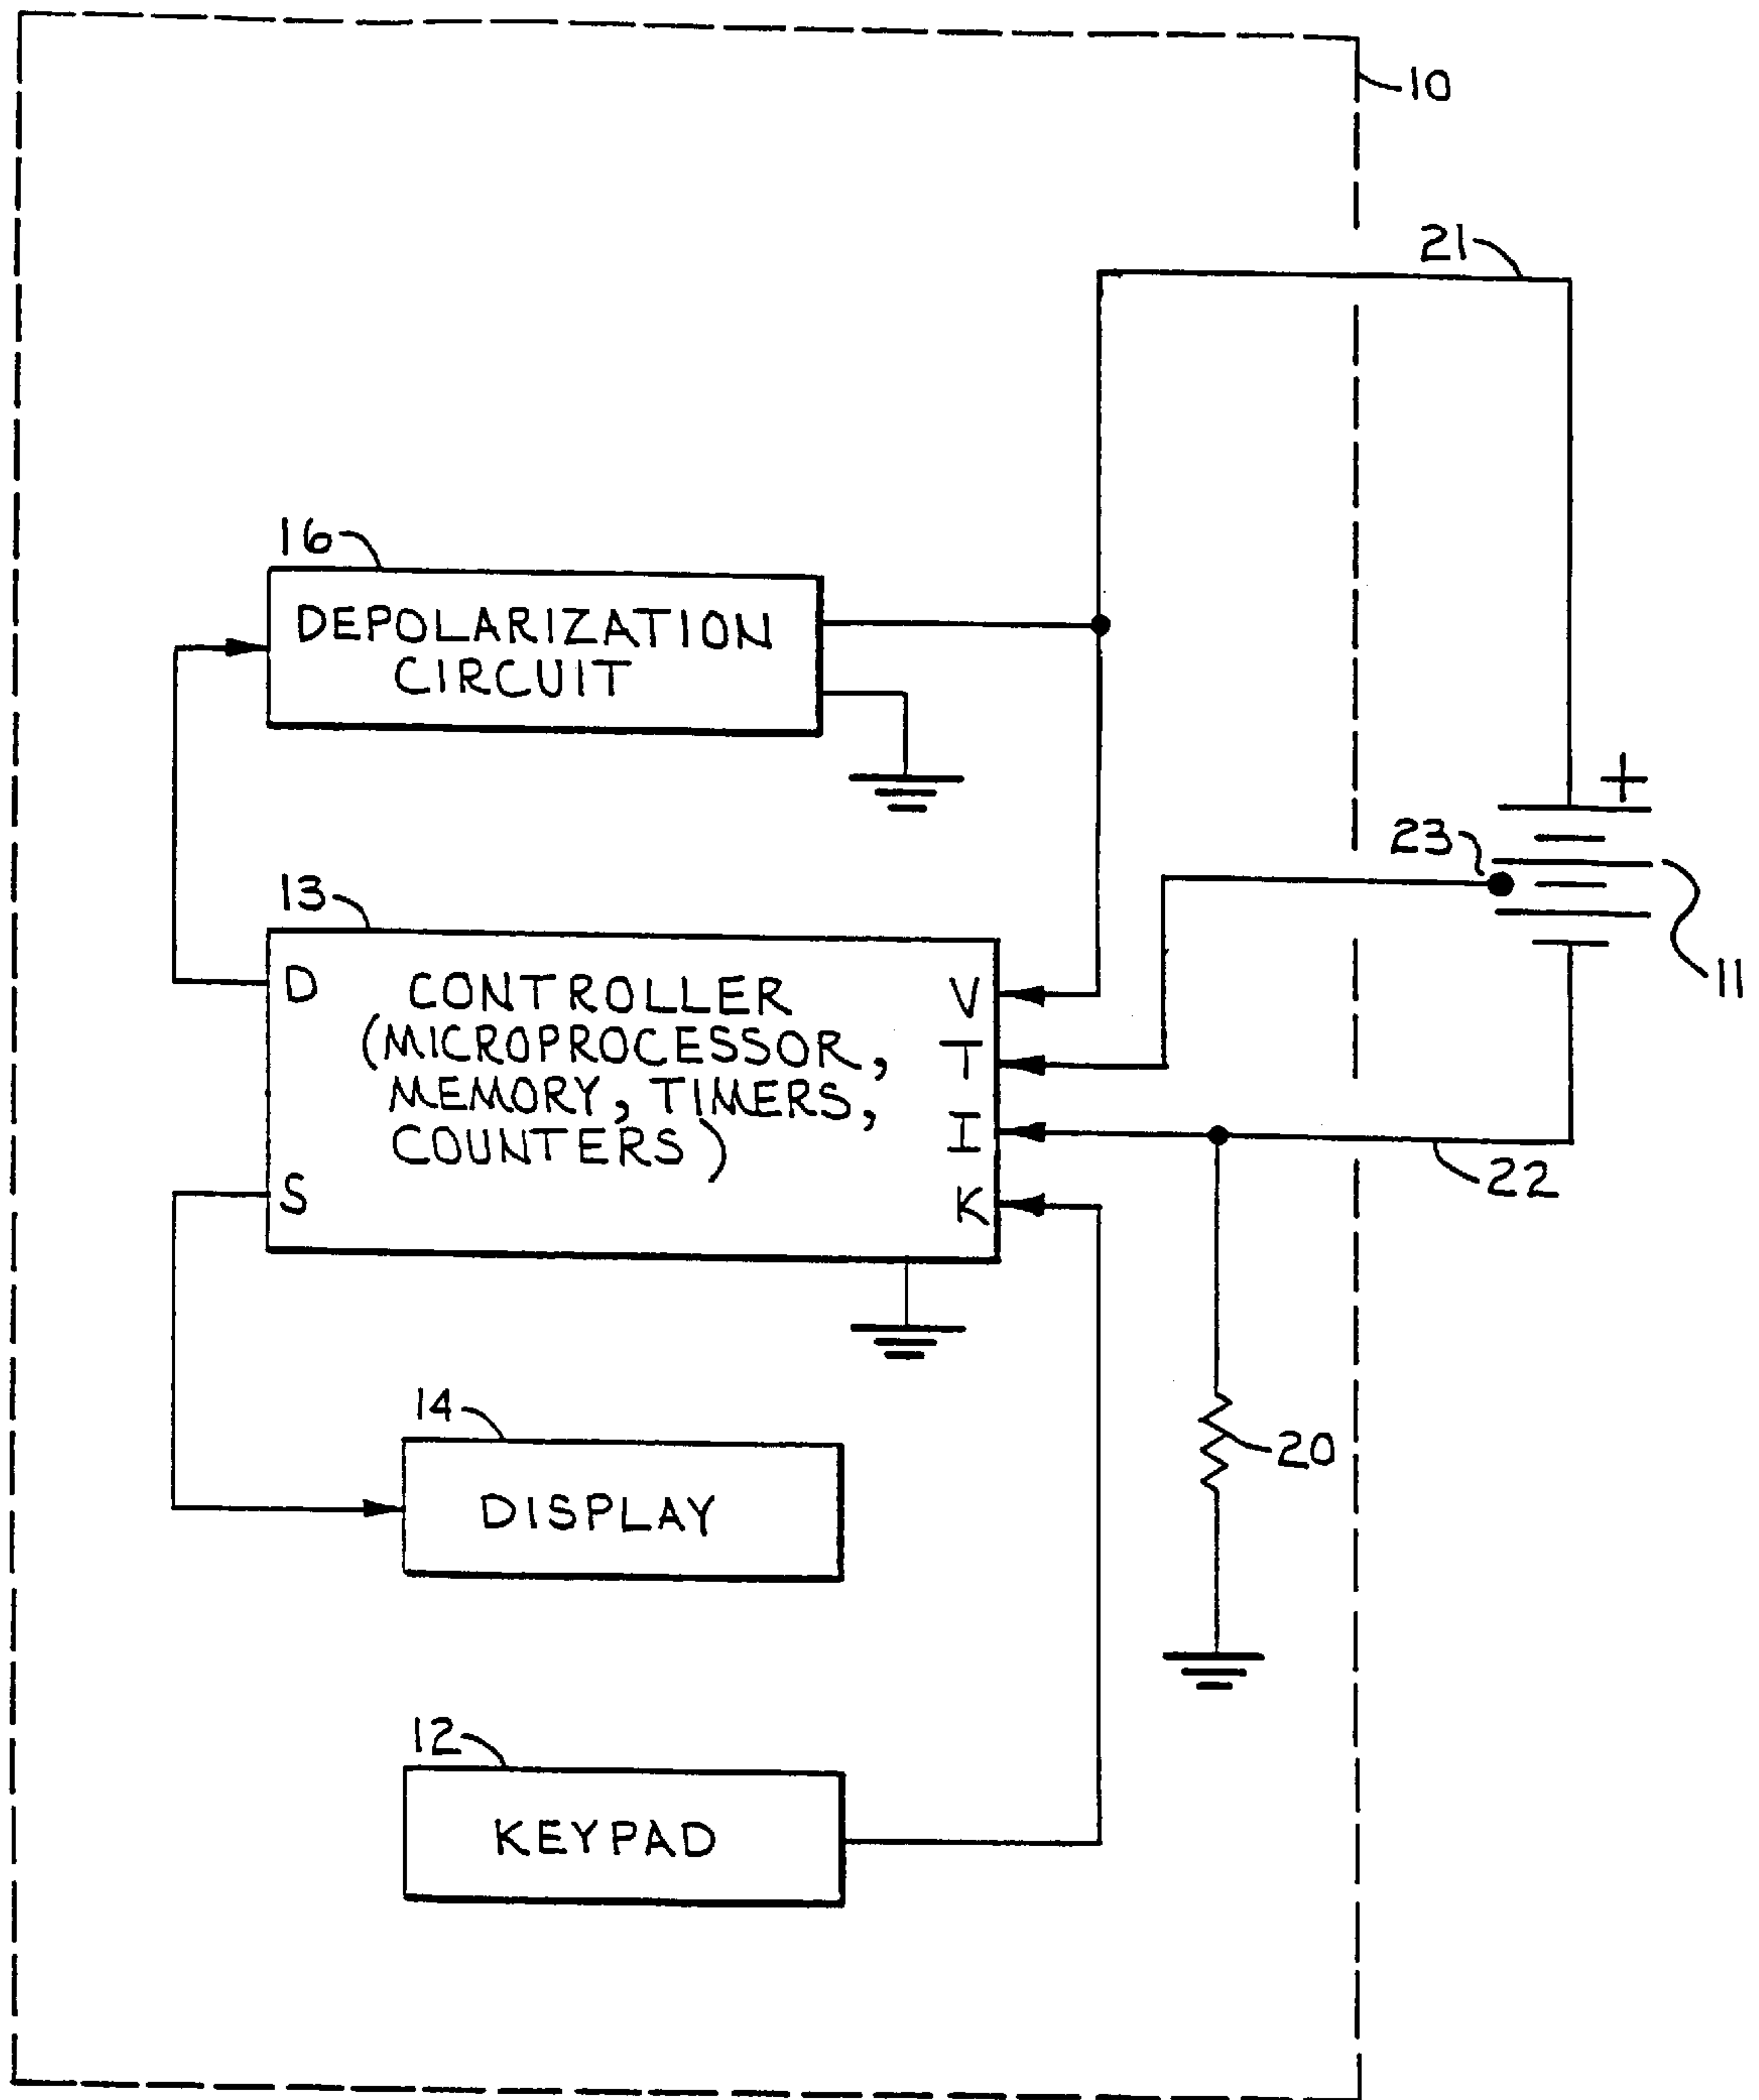 10
21
16
DEPOLARIZATION
CIRCUIT
+
23
11
13
D
CONTROLLER
(MICROPROCESSOR,
MEMORY, TIMERS,
COUNTERS)
V
T
I
K
S
22
14
DISPLAY
20
12
KEYPAD